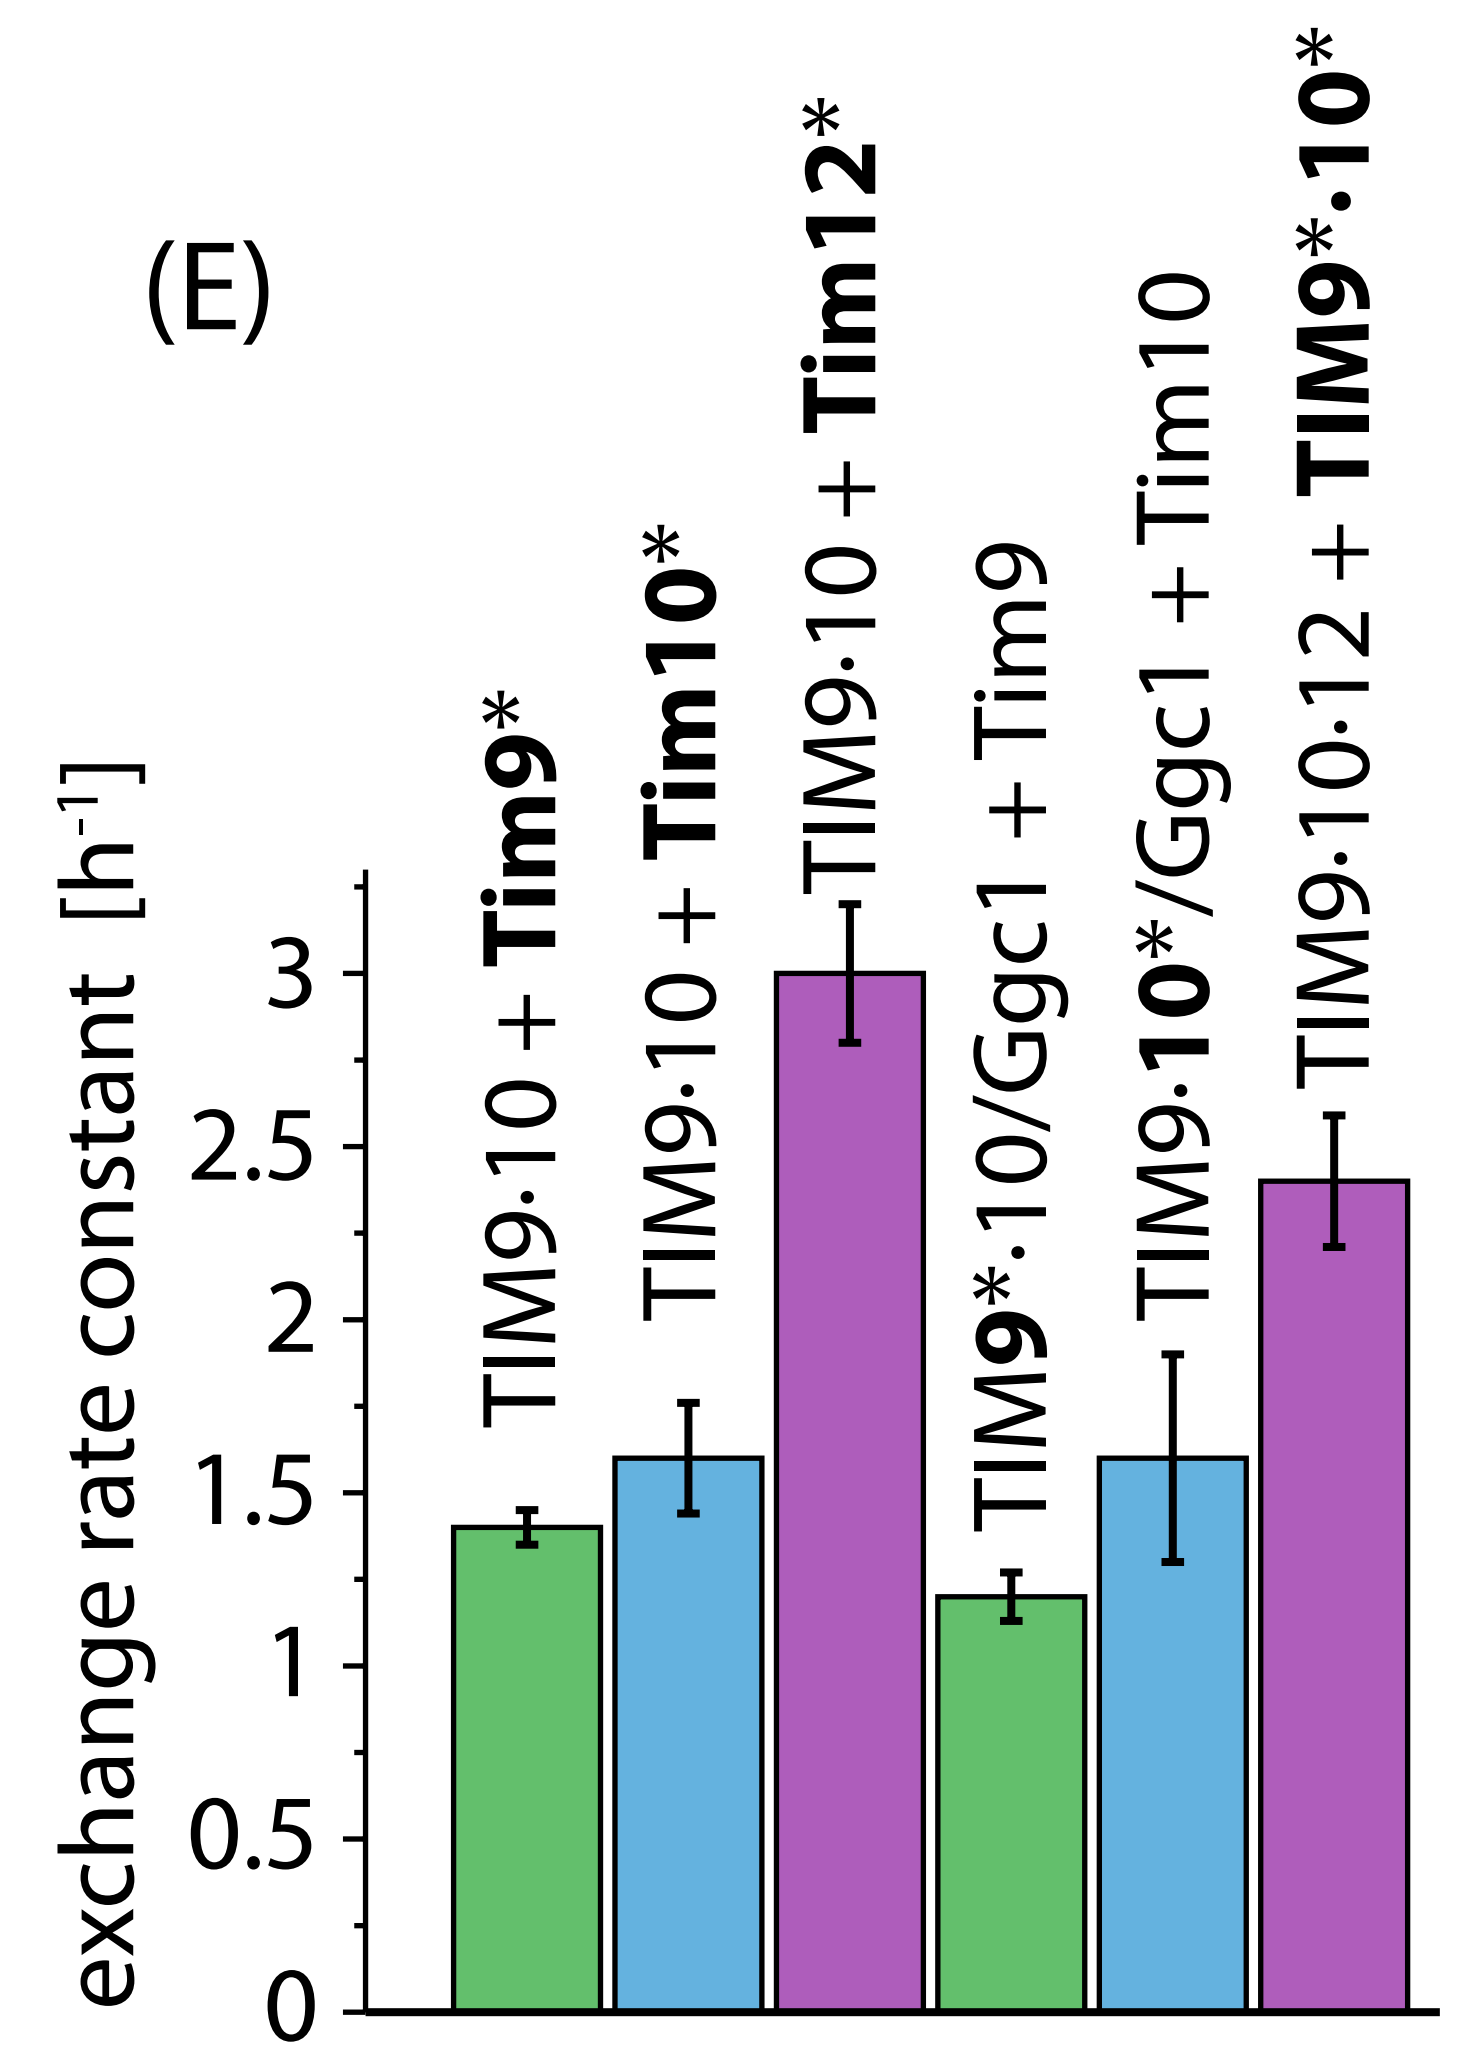 (E)
exchange rate constant [h⁻¹]
3
2.5
2
1.5
1
0.5
0
TIM9·10 + Tim9*
TIM9·10 + Tim10*
TIM9·10 + Tim12*
TIM9*·10/Ggc1 + Tim9
TIM9·10*/Ggc1 + Tim10
TIM9·10·12 + TIM9*·10*